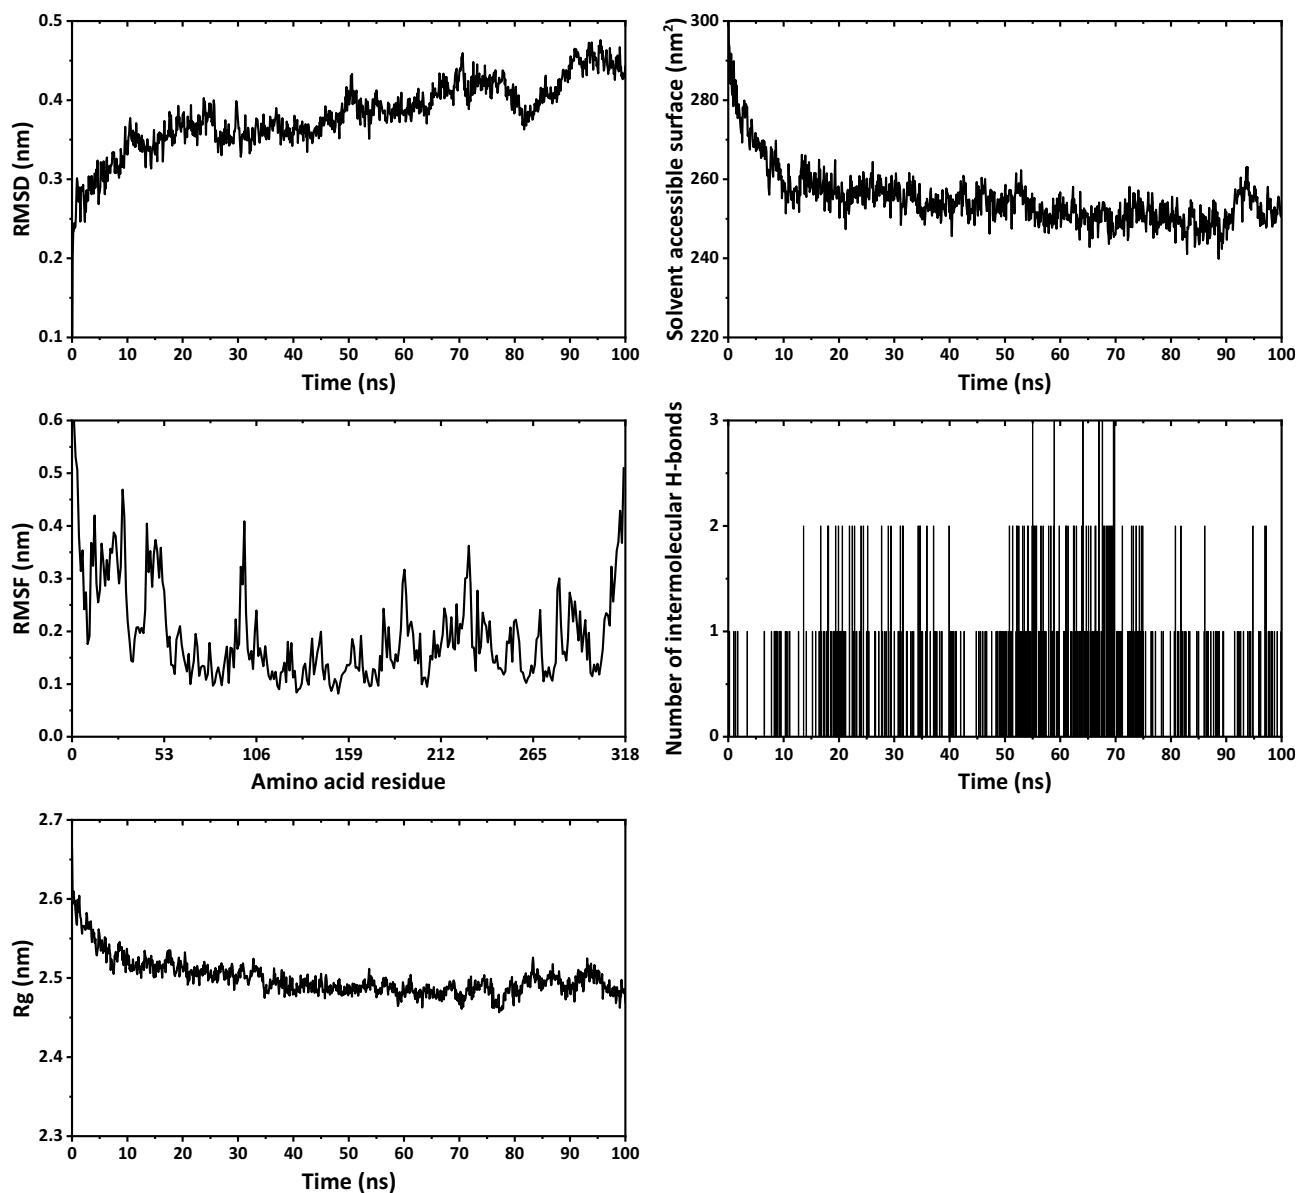 RMSD (nm)
0.5
0.4
0.3
0.2
0.1
0 10 20 30 40 50 60 70 80 90 100
Time (ns)
Solvent accessible surface (nm²)
300
280
260
240
220
0 10 20 30 40 50 60 70 80 90 100
Time (ns)
RMSF (nm)
0.6
0.5
0.4
0.3
0.2
0.1
0.0
0 53 106 159 212 265 318
Amino acid residue
Number of intermolecular H-bonds
3
2
1
0
0 10 20 30 40 50 60 70 80 90 100
Time (ns)
Rg (nm)
2.7
2.6
2.5
2.4
2.3
0 10 20 30 40 50 60 70 80 90 100
Time (ns)